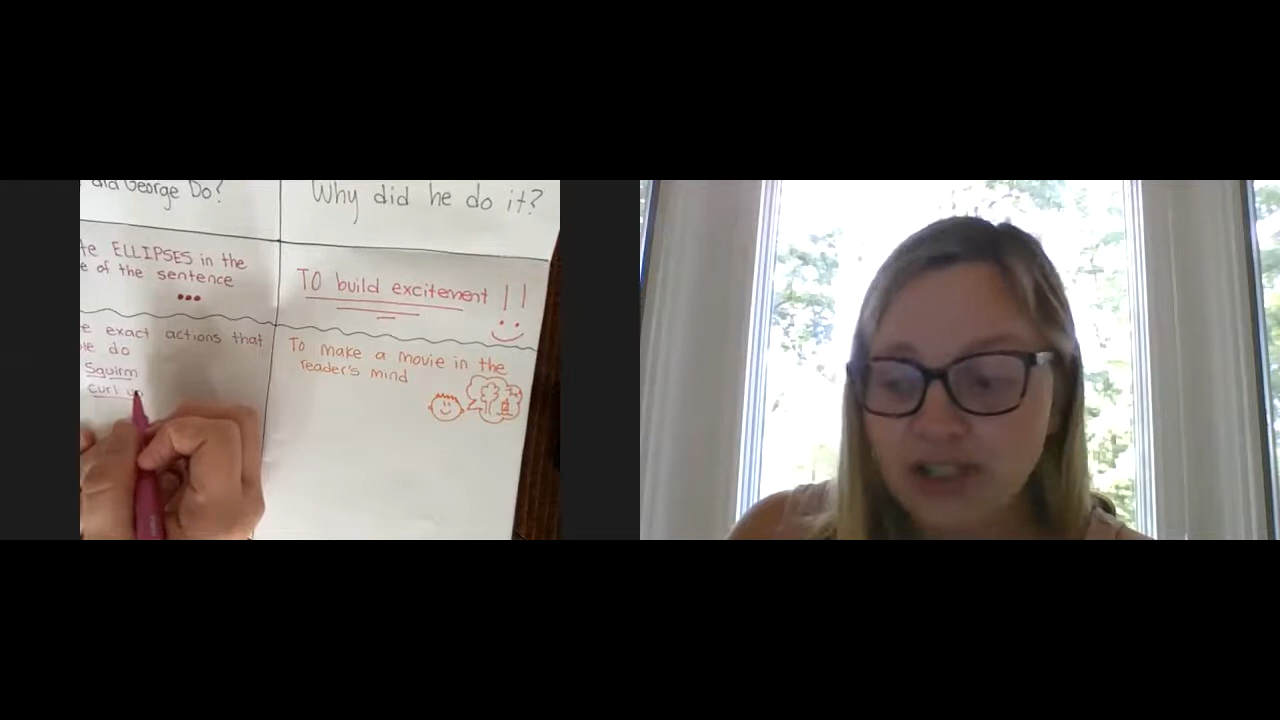 did George Do?
Why did he do it?
ELLIPSES in the
of the sentence
...
TO build excitement !!
exact actions that
do
Squirm
curl up
To make a movie in the
reader's mind